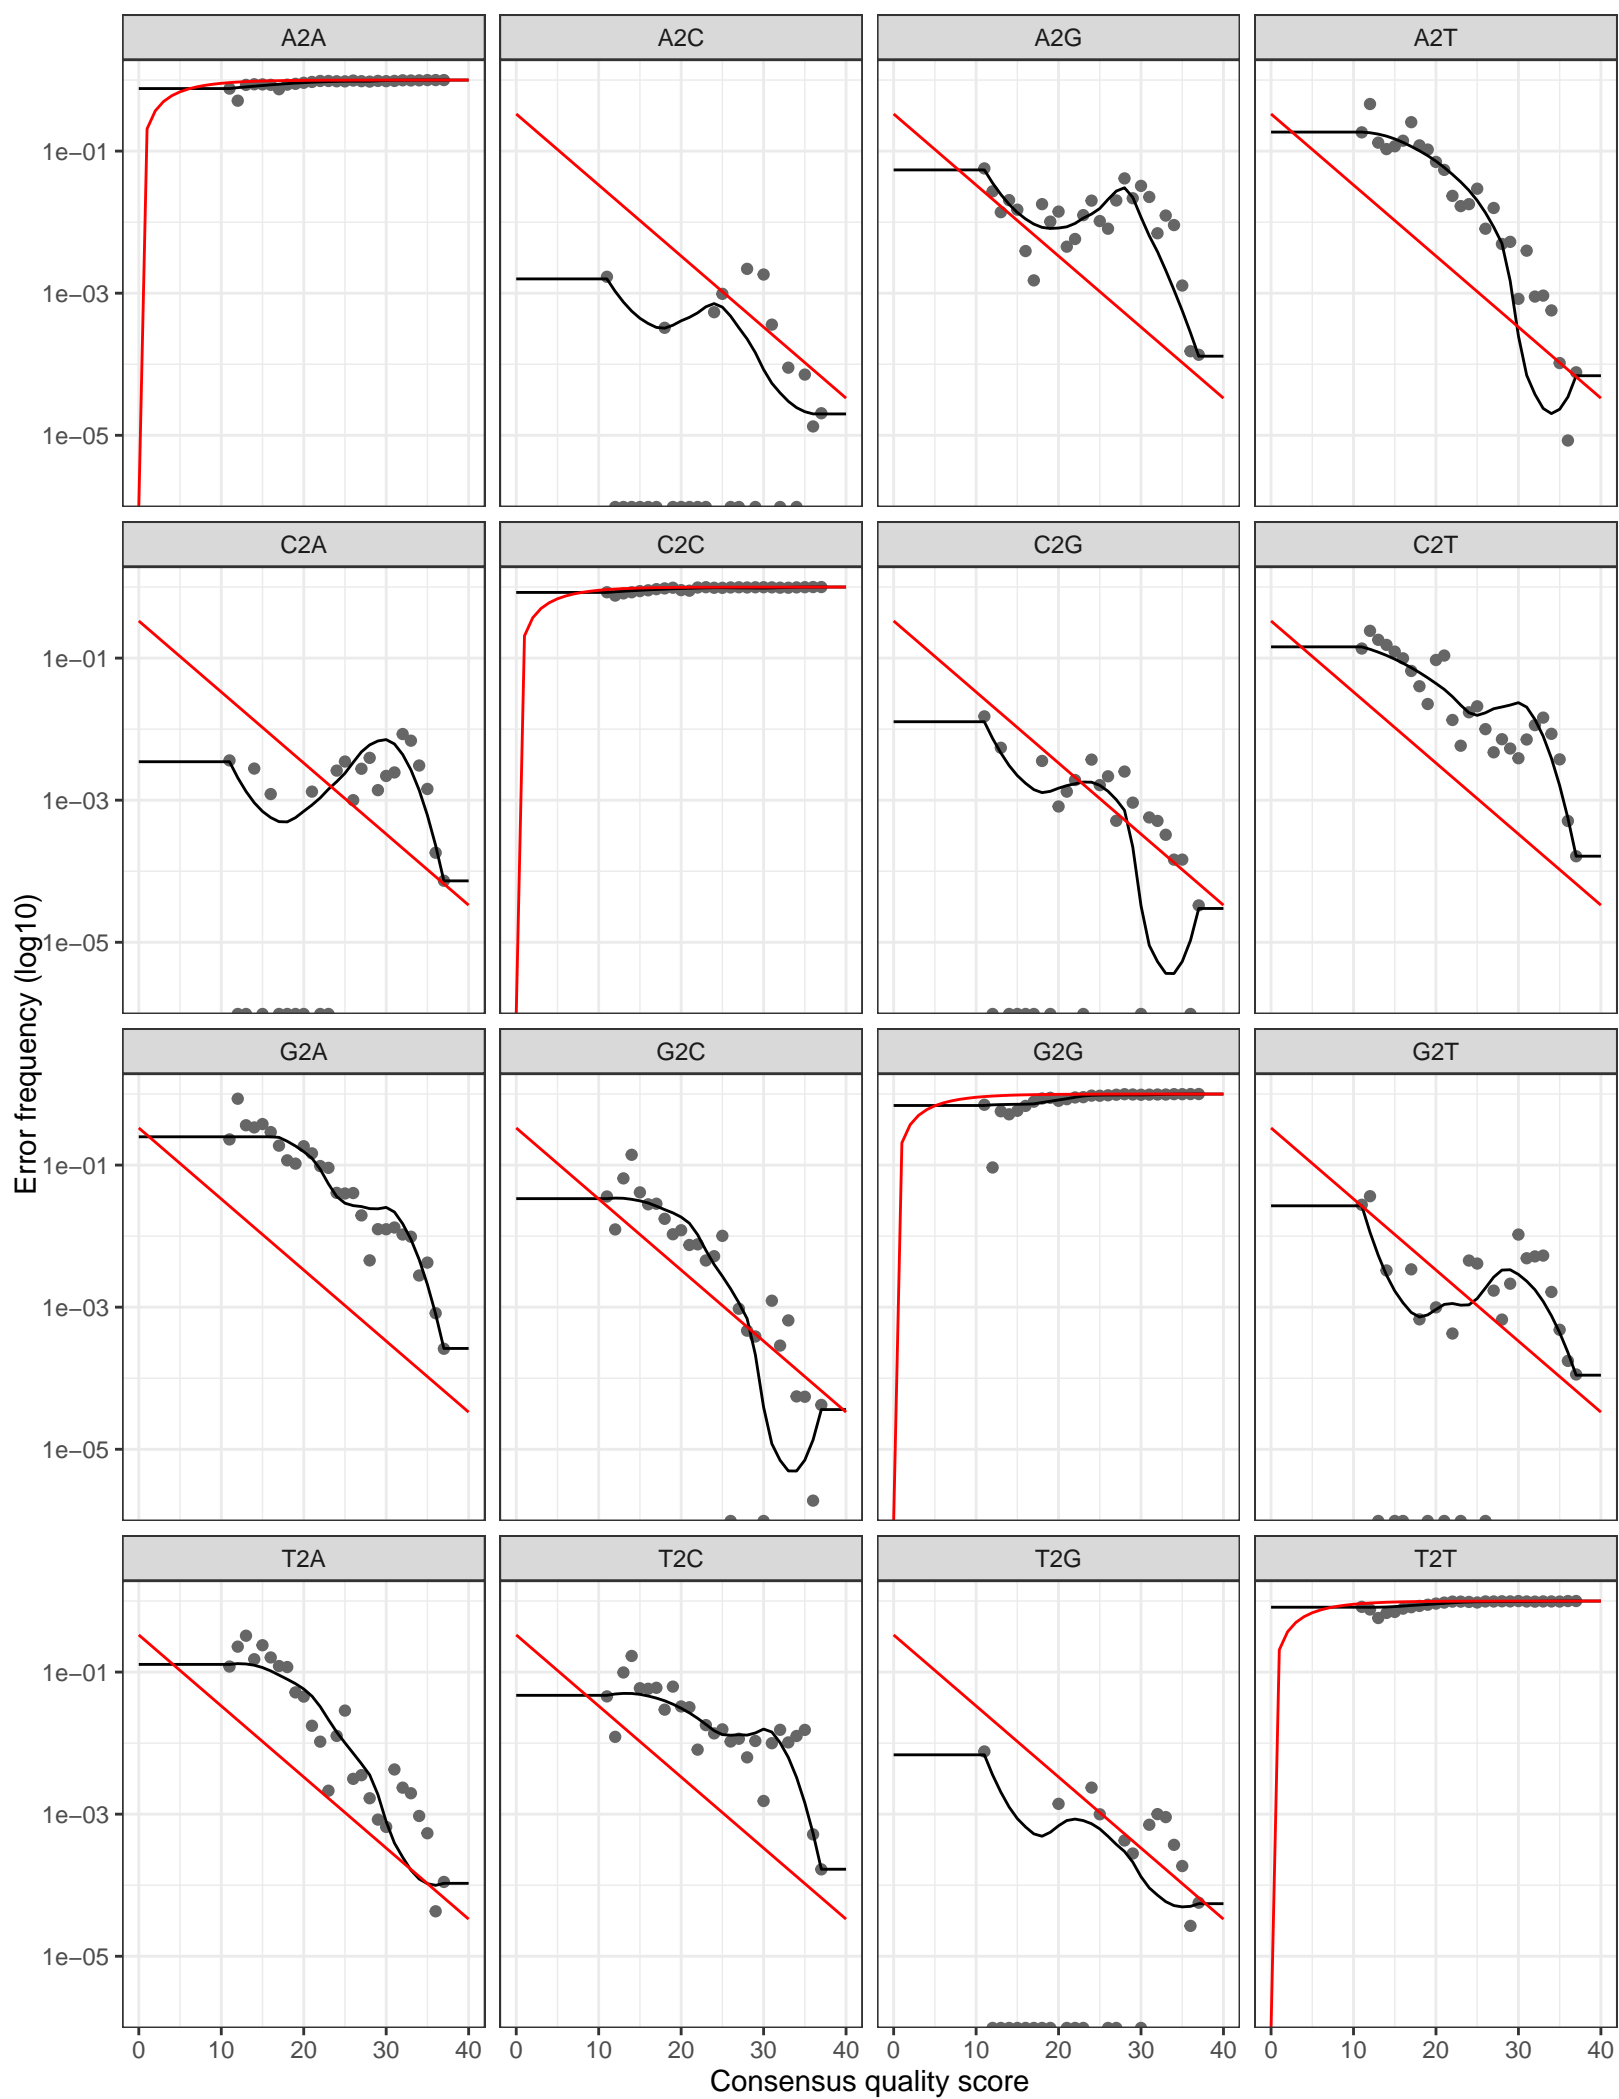 A2A A2C A2G A2T
1e−01
1e−03
1e−05
C2A C2C C2G C2T
1e−01
1e−03
1e−05
G2A G2C G2G G2T
1e−01
1e−03
1e−05
T2A T2C T2G T2T
1e−01
1e−03
1e−05
0 10 20 30 40 0 10 20 30 40 0 10 20 30 40 0 10 20 30 40
Consensus quality score
Error frequency (log10)